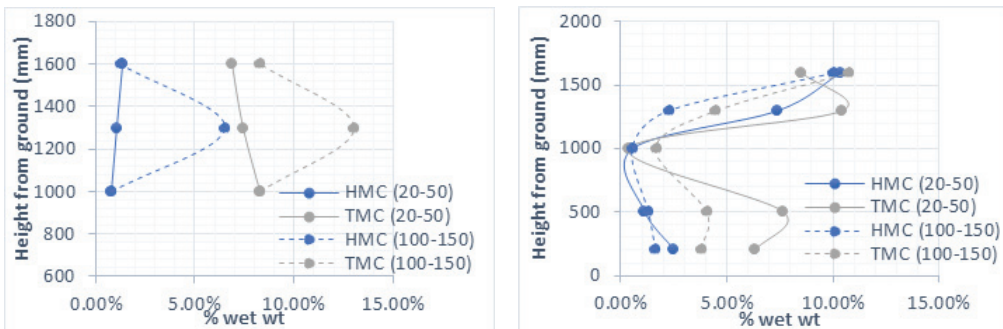 1800
1600
1400
1200
1000
800
600
Height from ground (mm)
HMC (20-50)
TMC (20-50)
HMC (100-150)
TMC (100-150)
0.00%
5.00%
10.00%
15.00%
% wet wt
2000
1500
1000
500
0
Height from ground (mm)
HMC (20-50)
TMC (20-50)
HMC (100-150)
TMC (100-150)
0.00%
5.00%
10.00%
15.00%
% wet wt